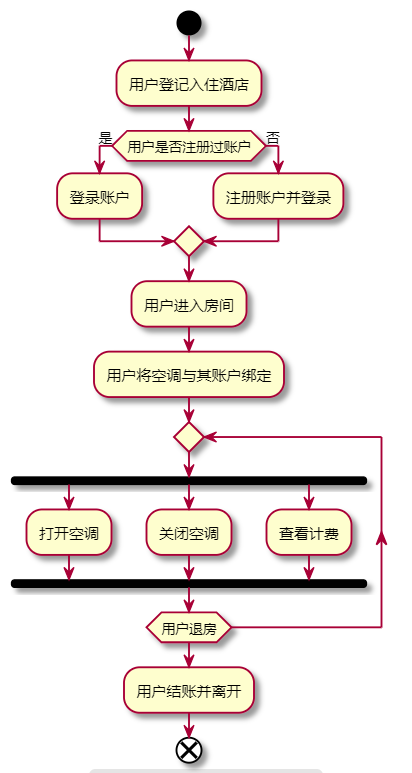 用户登记入住酒店
是
用户是否注册过账户
否
登录账户
注册账户并登录
用户进入房间
用户将空调与其账户绑定
打开空调
关闭空调
查看计费
用户退房
用户结账并离开